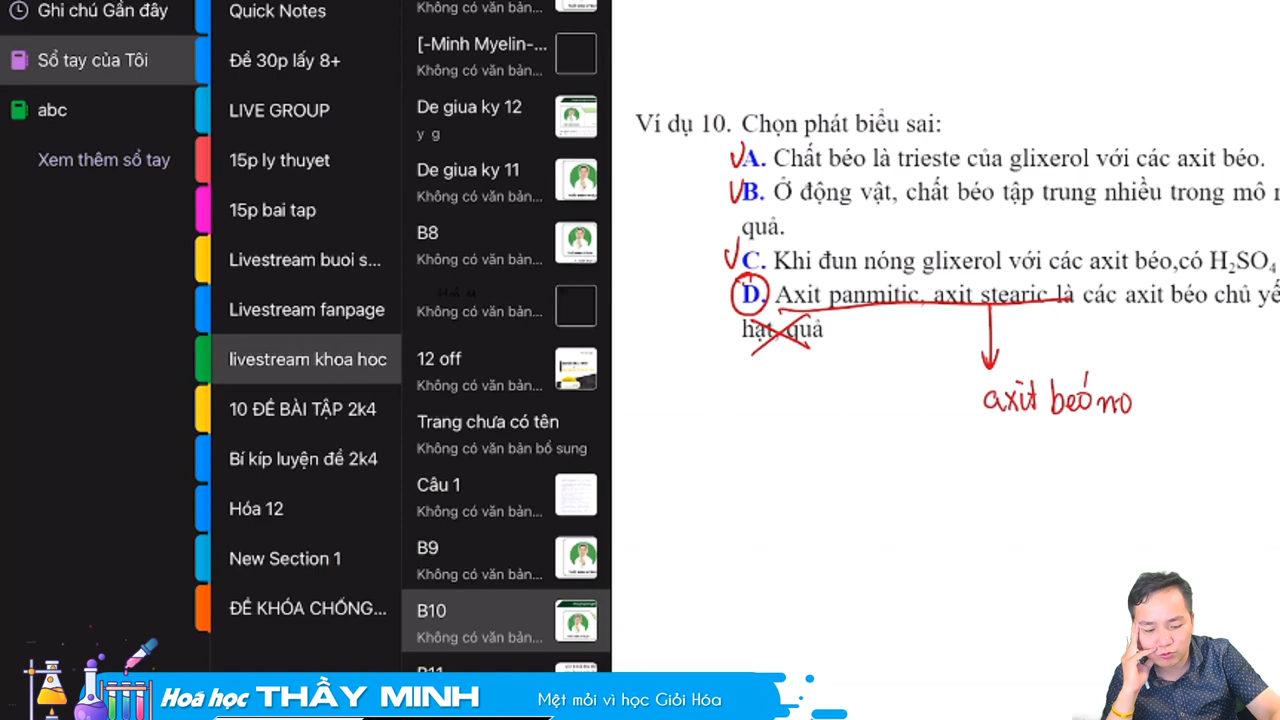 Ghi chú Gần đây
Sổ tay của Tôi
abc
Xem thêm sổ tay
Quick Notes
Đề 30p lấy 8+
LIVE GROUP
15p ly thuyet
15p bai tap
Livestream buoi s...
Livestream fanpage
livestream khoa hoc
10 ĐỀ BÀI TẬP 2k4
Bí kíp luyện đề 2k4
Hóa 12
New Section 1
ĐỀ KHÓA CHỐNG...
[-Minh Myelin-...
Không có văn bản...
De giua ky 12
y g
De giua ky 11
Không có văn bản...
B8
Không có văn bản...
Không có văn bản...
12 off
Không có văn bản...
Trang chưa có tên
Không có văn bản bổ sung
Câu 1
Không có văn bản...
B9
Không có văn bản...
B10
Không có văn bản...
Ví dụ 10. Chọn phát biểu sai:
A. Chất béo là trieste của glixerol với các axit béo.
B. Ở động vật, chất béo tập trung nhiều trong mô
quả.
C. Khi đun nóng glixerol với các axit béo,có H₂SO₄
D. Axit panmitic, axit stearic là các axit béo chủ
hạt, quả
axit béo no
Hoá học THẦY MINH
Mệt mỏi vì học Giỏi Hóa